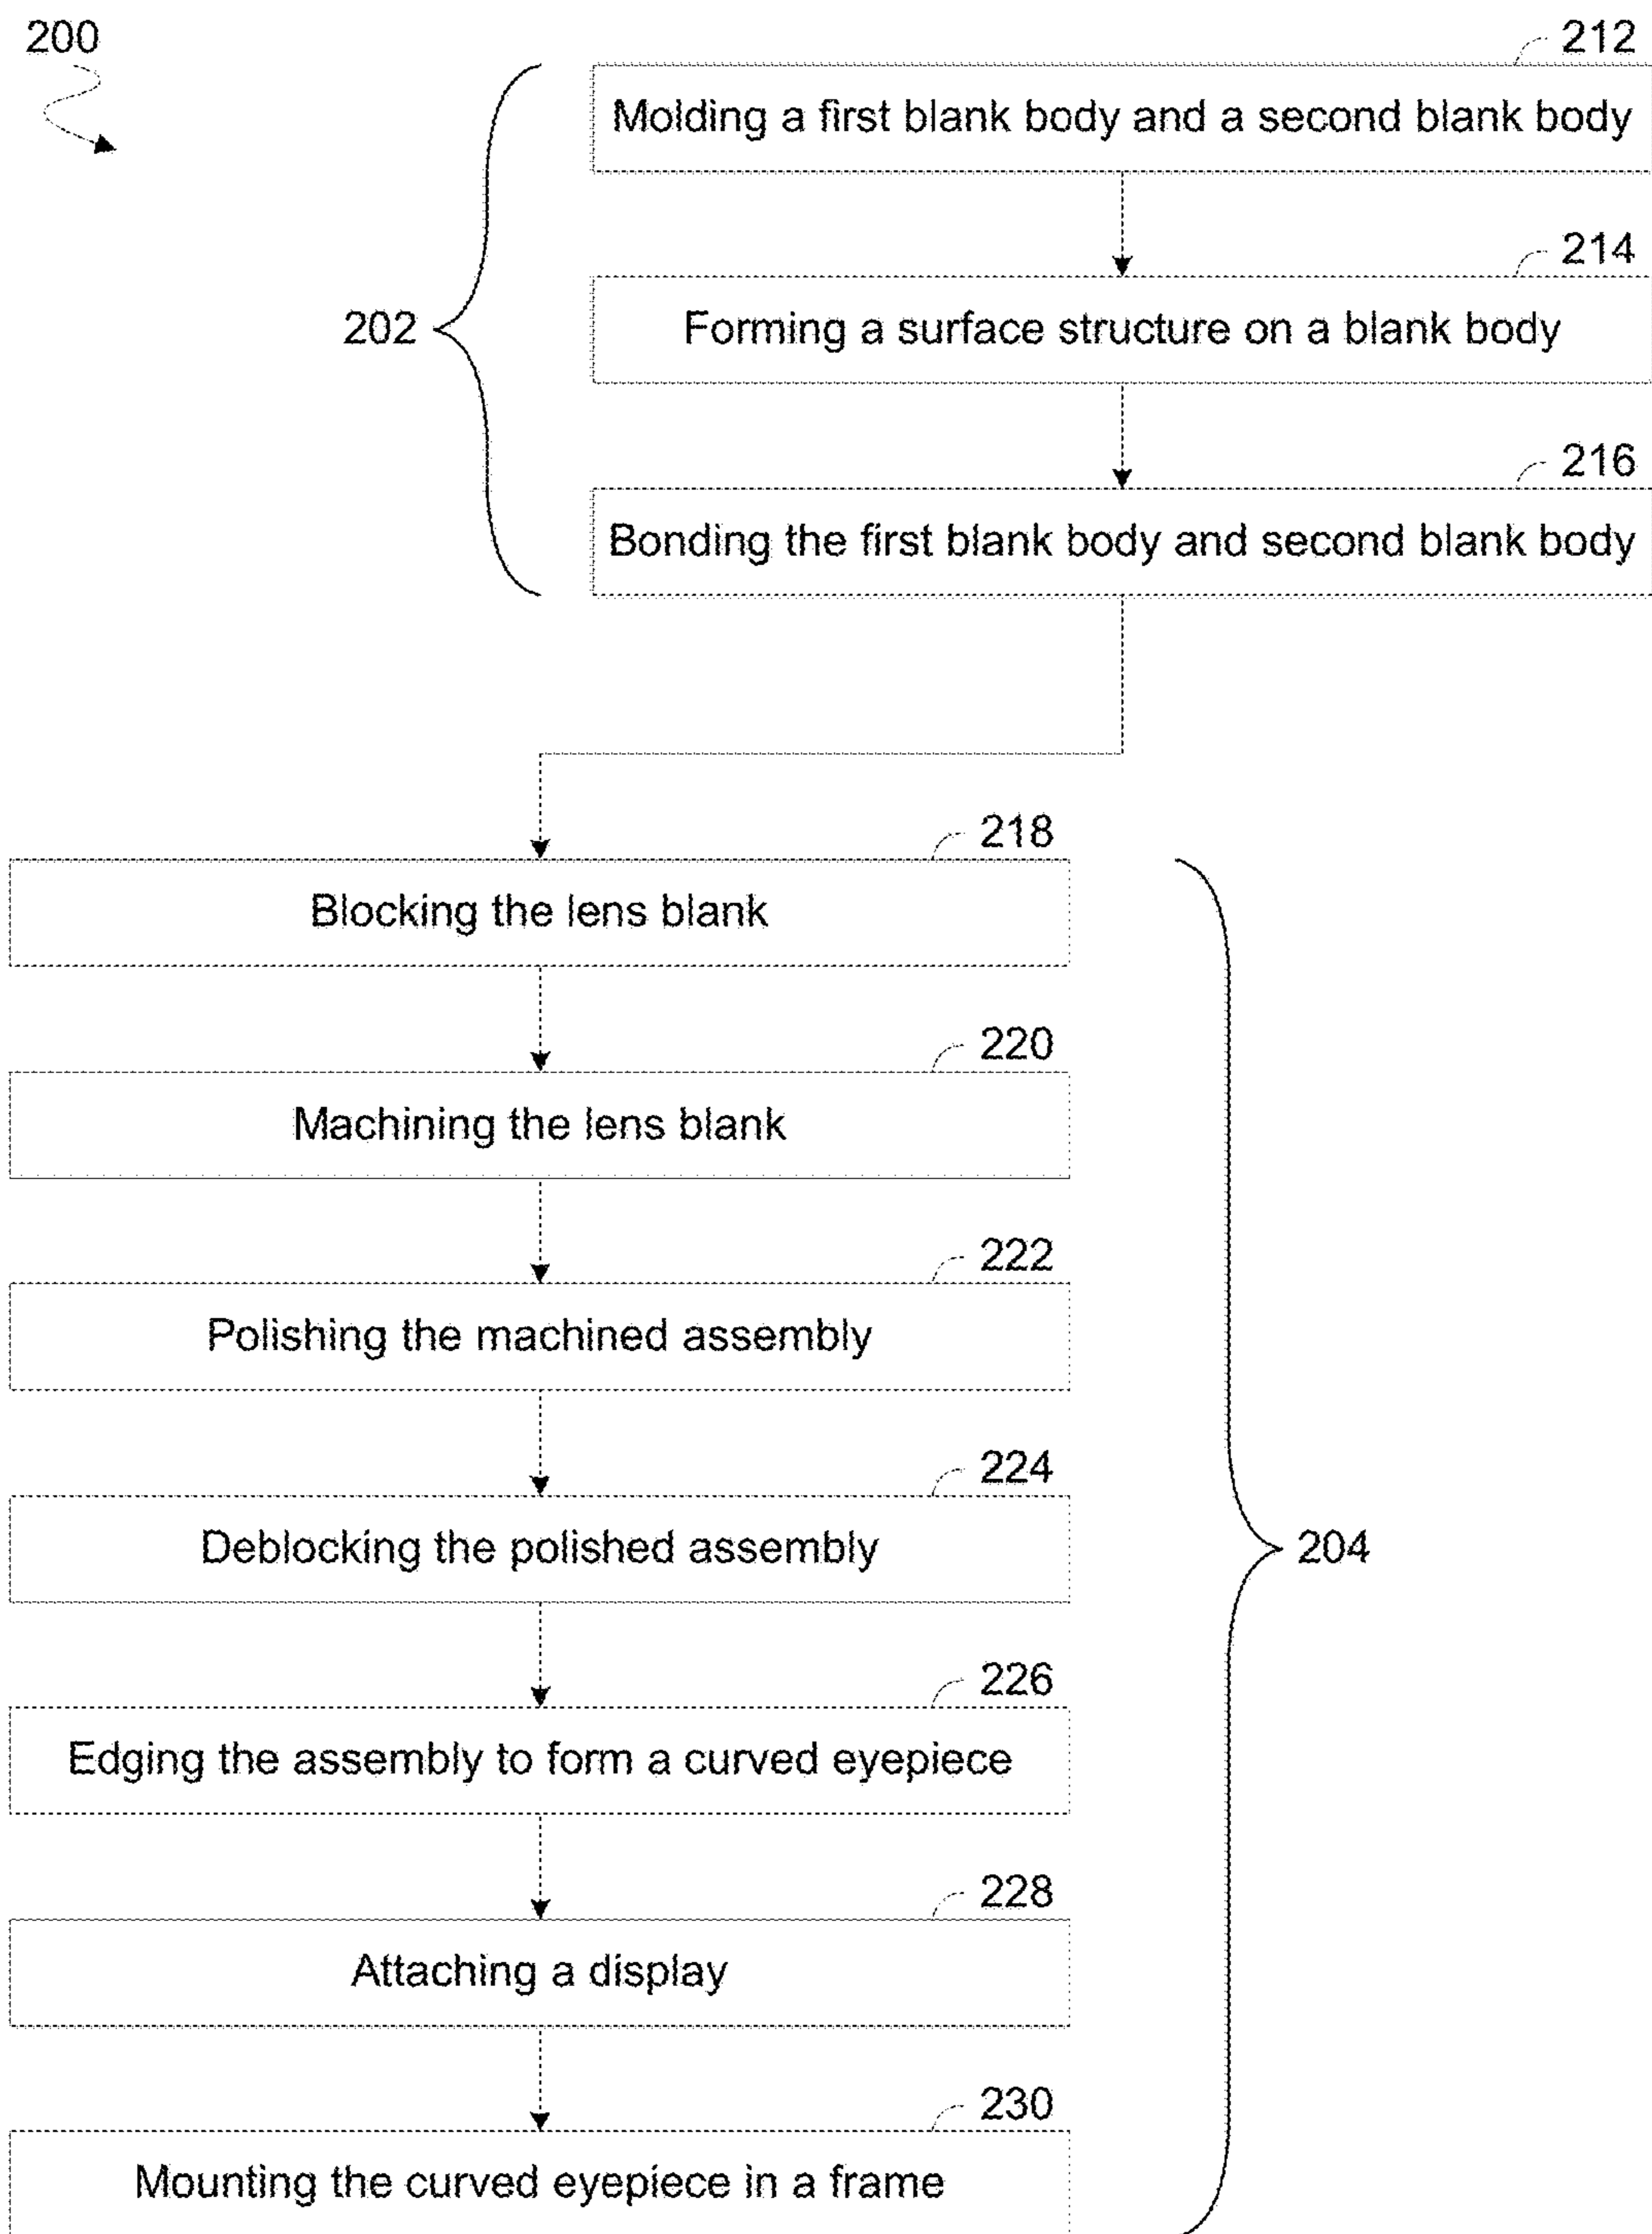 200
212
Molding a first blank body and a second blank body
214
Forming a surface structure on a blank body
202
216
Bonding the first blank body and second blank body
218
Blocking the lens blank
220
Machining the lens blank
222
Polishing the machined assembly
224
Deblocking the polished assembly
204
226
Edging the assembly to form a curved eyepiece
228
Attaching a display
230
Mounting the curved eyepiece in a frame